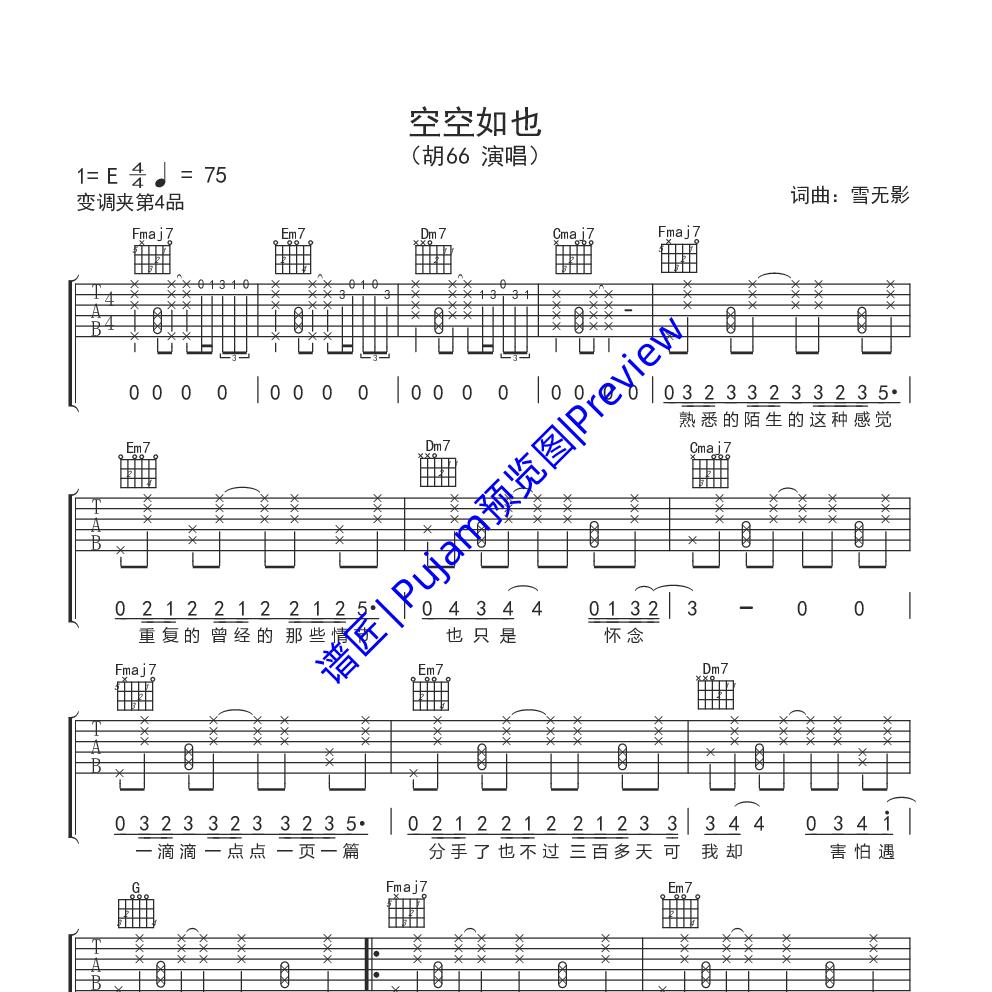 空空如也
（胡66 演唱）
1= E 4/4 ♩ = 75
变调夹第4品
词曲：雪无影
Fmaj7 Em7 Dm7 Cmaj7 Fmaj7
T A B 4 4
0 1 3 1 0 3 0 1 0 3 1 3 0 3 1
3 3 3
0 0 0 0 0 0 0 0 0 0 0 0 0 0 0 0 0 3 2 3 3 2 3 3 2 3 5·
熟悉的陌生的这种感觉
Em7 Dm7 Cmaj7
T A B
0 2 1 2 2 1 2 2 1 2 5· 0 4 3 4 4 0 1 3 2 3 - 0 0
重复的曾经的那些情节 也只是 怀念
Fmaj7 Em7 Dm7
T A B
0 3 2 3 3 2 3 3 2 3 5· 0 2 1 2 2 1 2 2 1 2 3 3 3 4 4 0 3 4 1
一滴滴一点点一页一篇 分手了也不过三百多天可 我却 害怕遇
G Fmaj7 Em7
T A B
谱匠 | Pujam预览图|Preview